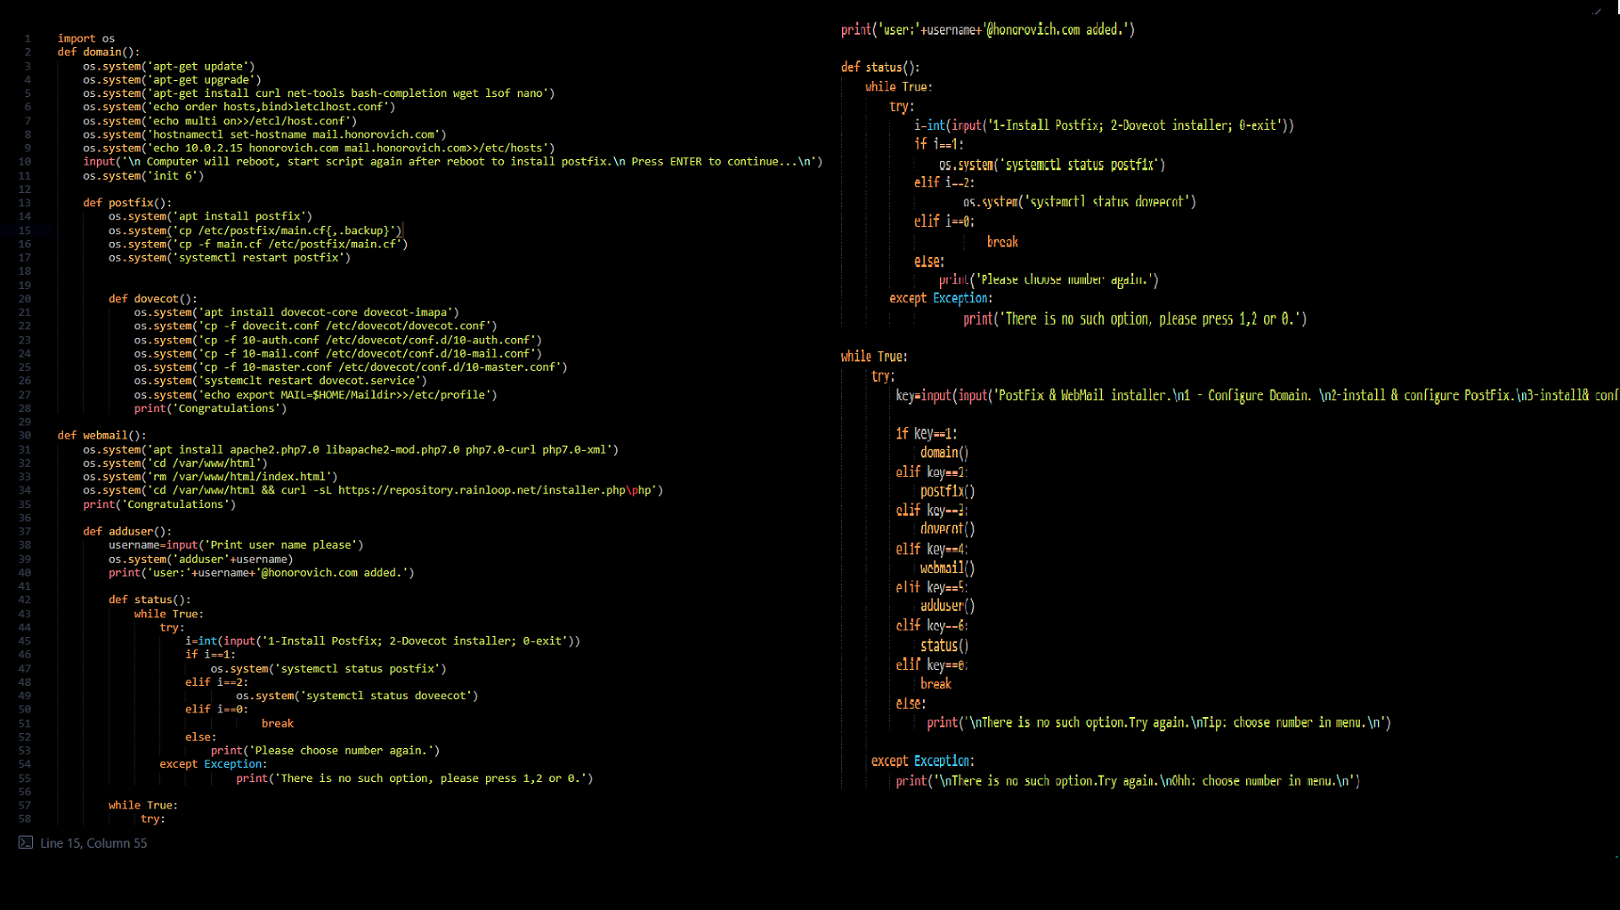 1 import os
2 def domain():
3 os.system('apt-get update')
4 os.system('apt-get upgrade')
5 os.system('apt-get install curl net-tools bash-completion wget lsof nano')
6 os.system('echo order hosts,bind>letclhost.conf')
7 os.system('echo multi on>>/etcl/host.conf')
8 os.system('hostnamectl set-hostname mail.honorovich.com')
9 os.system('echo 10.0.2.15 honorovich.com mail.honorovich.com>>/etc/hosts')
10 input('\n Computer will reboot, start script again after reboot to install postfix.\n Press ENTER to continue...\n')
11 os.system('init 6')
12
13 def postfix():
14 os.system('apt install postfix')
15 os.system('cp /etc/postfix/main.cf{,.backup}')
16 os.system('cp -f main.cf /etc/postfix/main.cf')
17 os.system('systemctl restart postfix')
18
19
20 def dovecot():
21 os.system('apt install dovecot-core dovecot-imapa')
22 os.system('cp -f dovecit.conf /etc/dovecot/dovecot.conf')
23 os.system('cp -f 10-auth.conf /etc/dovecot/conf.d/10-auth.conf')
24 os.system('cp -f 10-mail.conf /etc/dovecot/conf.d/10-mail.conf')
25 os.system('cp -f 10-master.conf /etc/dovecot/conf.d/10-master.conf')
26 os.system('systemclt restart dovecot.service')
27 os.system('echo export MAIL=$HOME/Maildir>>/etc/profile')
28 print('Congratulations')
29
30 def webmail():
31 os.system('apt install apache2.php7.0 libapache2-mod.php7.0 php7.0-curl php7.0-xml')
32 os.system('cd /var/www/html')
33 os.system('rm /var/www/html/index.html')
34 os.system('cd /var/www/html && curl -sL https://repository.rainloop.net/installer.php\php')
35 print('Congratulations')
36
37 def adduser():
38 username=input('Print user name please')
39 os.system('adduser'+username)
40 print('user:'+username+'@honorovich.com added.')
41
42 def status():
43 while True:
44 try:
45 i=int(input('1-Install Postfix; 2-Dovecot installer; 0-exit'))
46 if i==1:
47 os.system('systemctl status postfix')
48 elif i==2:
49 os.system('systemctl status doveecot')
50 elif i==0:
51 break
52 else:
53 print('Please choose number again.')
54 except Exception:
55 print('There is no such option, please press 1,2 or 0.')
56
57 while True:
58 try:
Line 15, Column 55
print('user:'+username+'@honorovich.com added.')
def status():
while True:
try:
i=int(input('1-Install Postfix; 2-Dovecot installer; 0-exit'))
if i==1:
os.system('systemctl status postfix')
elif i==2:
os.system('systemctl status doveecot')
elif i==0:
break
else:
print('Please choose number again.')
except Exception:
print('There is no such option, please press 1,2 or 0.')
while True:
try:
key=input(input('PostFix & WebMail installer.\n1 - Configure Domain. \n2-install & configure PostFix.\n3-install& conf
if key==1:
domain()
elif key==2:
postfix()
elif key==3:
dovecot()
elif key==4:
webmail()
elif key==5:
adduser()
elif key==6:
status()
elif key==0:
break
else:
print('\nThere is no such option.Try again.\nTip: choose number in menu.\n')
except Exception:
print('\nThere is no such option.Try again.\nOhh: choose number in menu.\n')